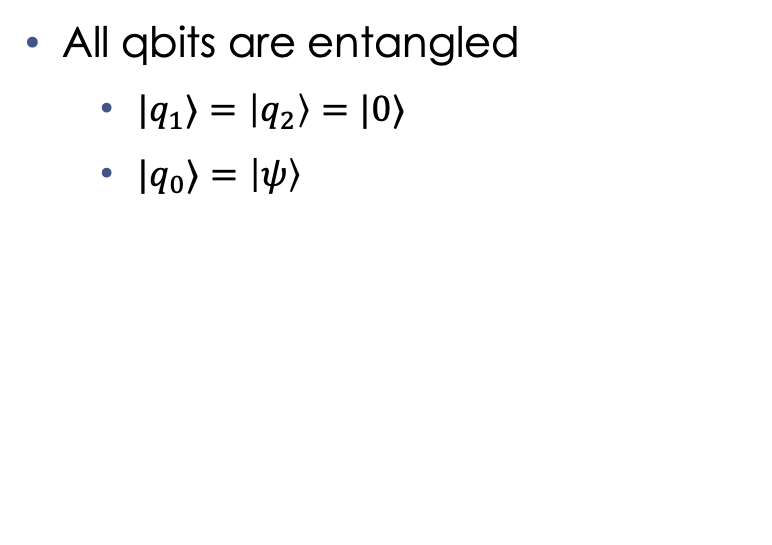 • All qbits are entangled
• |q₁⟩ = |q₂⟩ = |0⟩
• |q₀⟩ = |ψ⟩